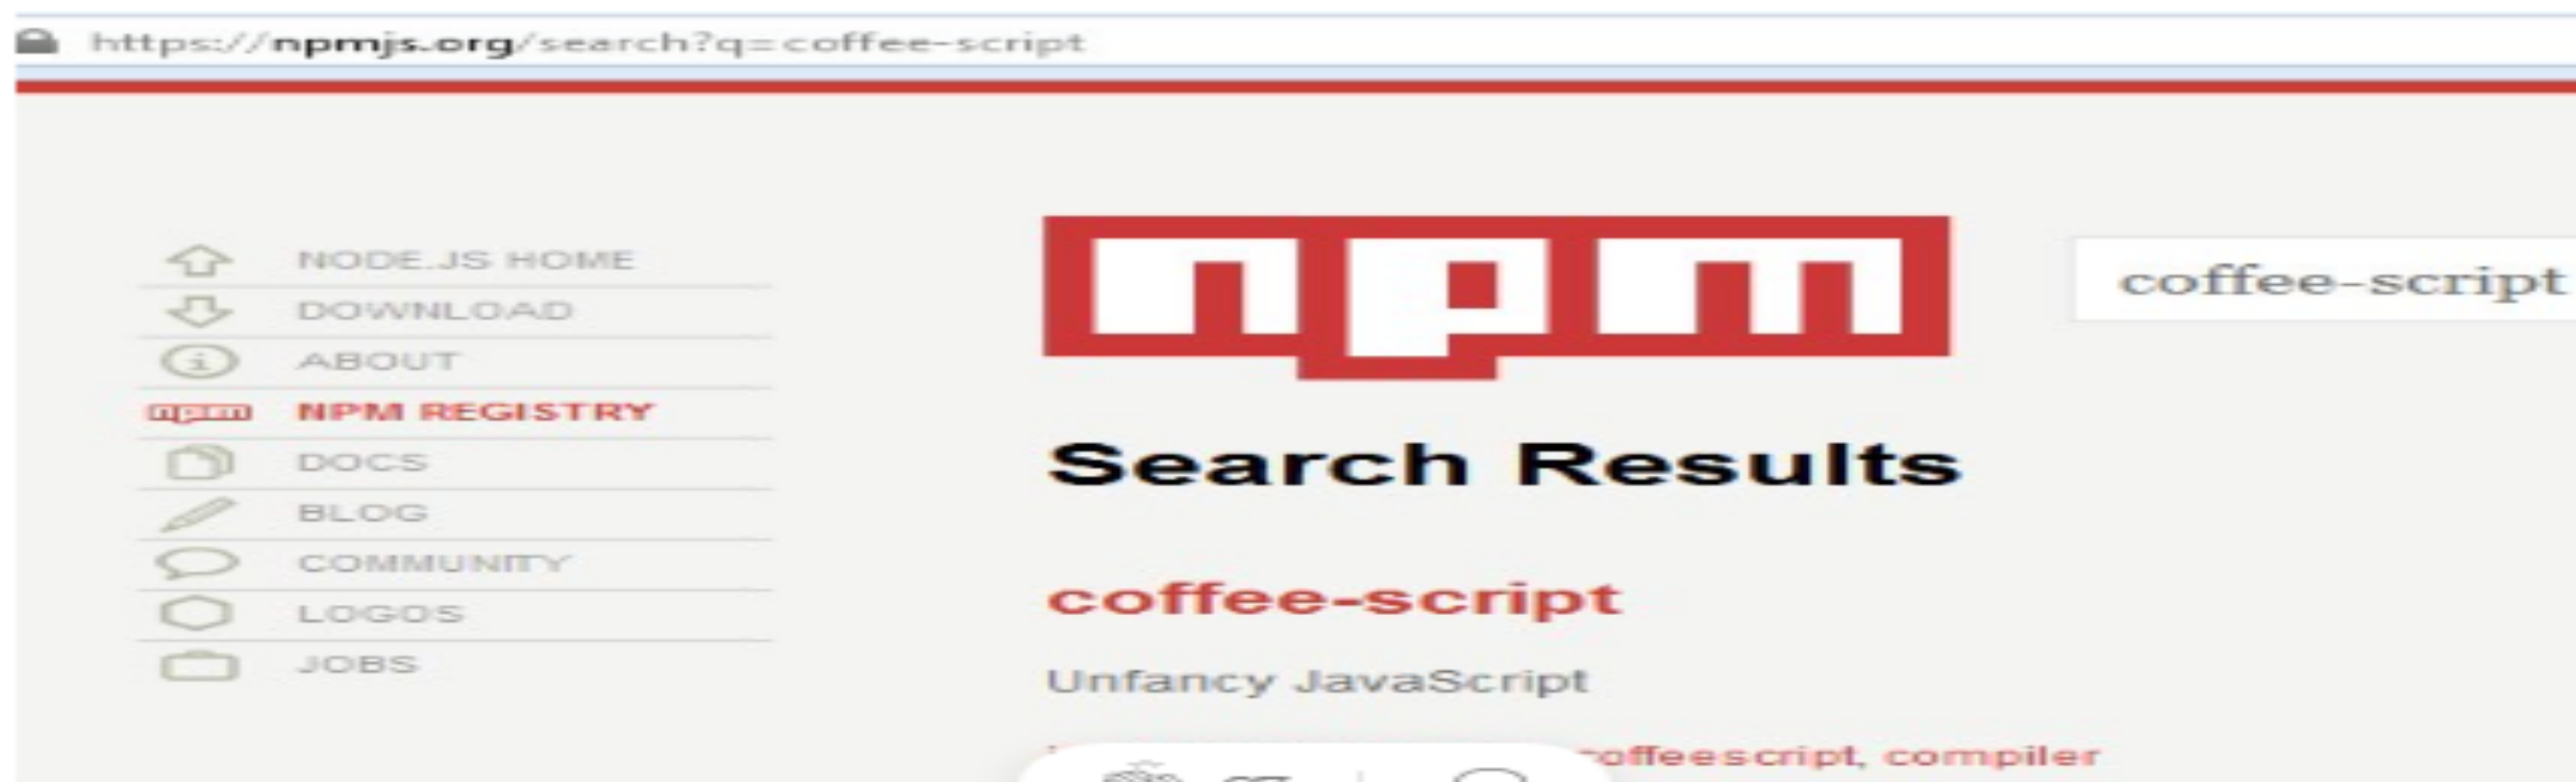 https://npmjs.org/search?q=coffee-script
NODE.JS HOME
DOWNLOAD
ABOUT
npm NPM REGISTRY
DOCS
BLOG
COMMUNITY
LOGOS
JOBS
npm
coffee-script
Search Results
coffee-script
Unfancy JavaScript
coffeescript, compiler